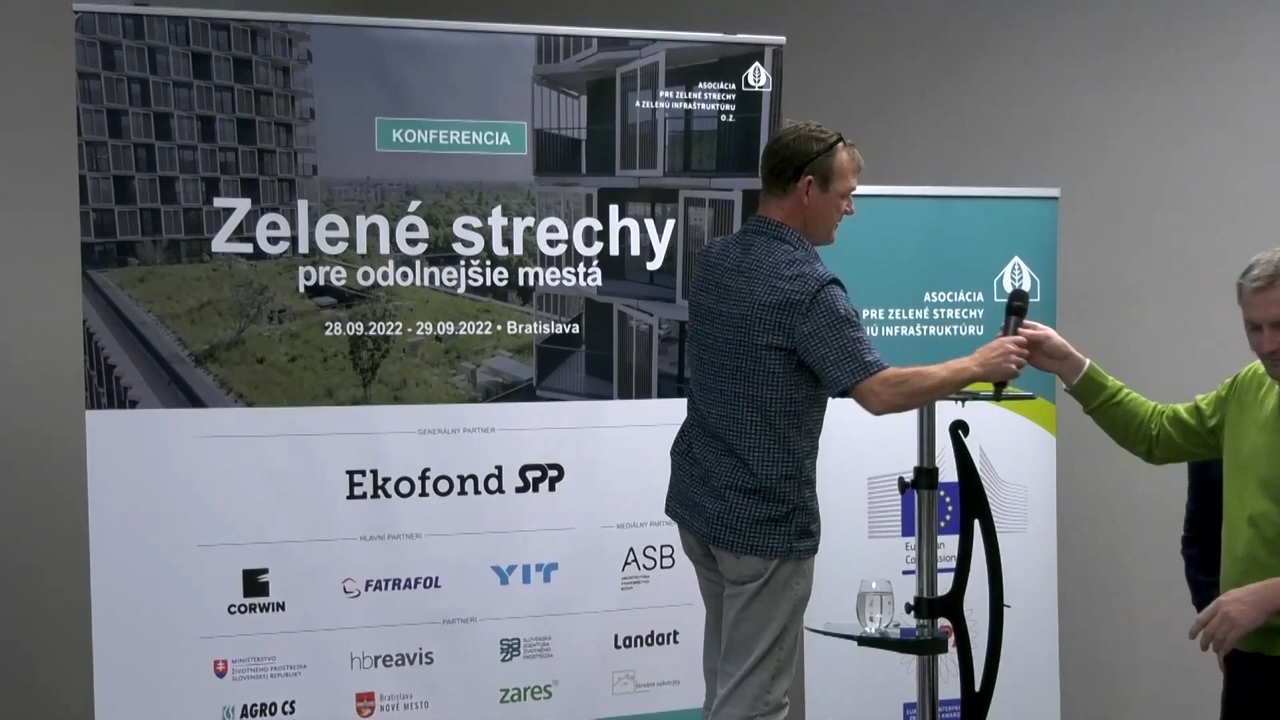 ASOCIÁCIA
PRE ZELENÉ STRECHY
A ZELENÚ INFRAŠTRUKTÚRU
O.Z.
KONFERENCIA
Zelené strechy
pre odolnejšie mestá
28.09.2022 - 29.09.2022 • Bratislava
GENERÁLNY PARTNER
Ekofond SPP
HLAVNÍ PARTNERI
MEDIÁLNY PARTNER
CORWIN
FATRAFOL
YIT
ASB
PARTNERI
MINISTERSTVO
ŽIVOTNÉHO PROSTREDIA
SLOVENSKEJ REPUBLIKY
hbreavis
SLOVENSKÁ
AGENTÚRA
ŽIVOTNÉHO
PROSTREDIA
Landart
AGRO CS
Bratislava
NOVÉ MESTO
zares
ASOCIÁCIA
PRE ZELENÉ STRECHY
INFRAŠTRUKTÚRU